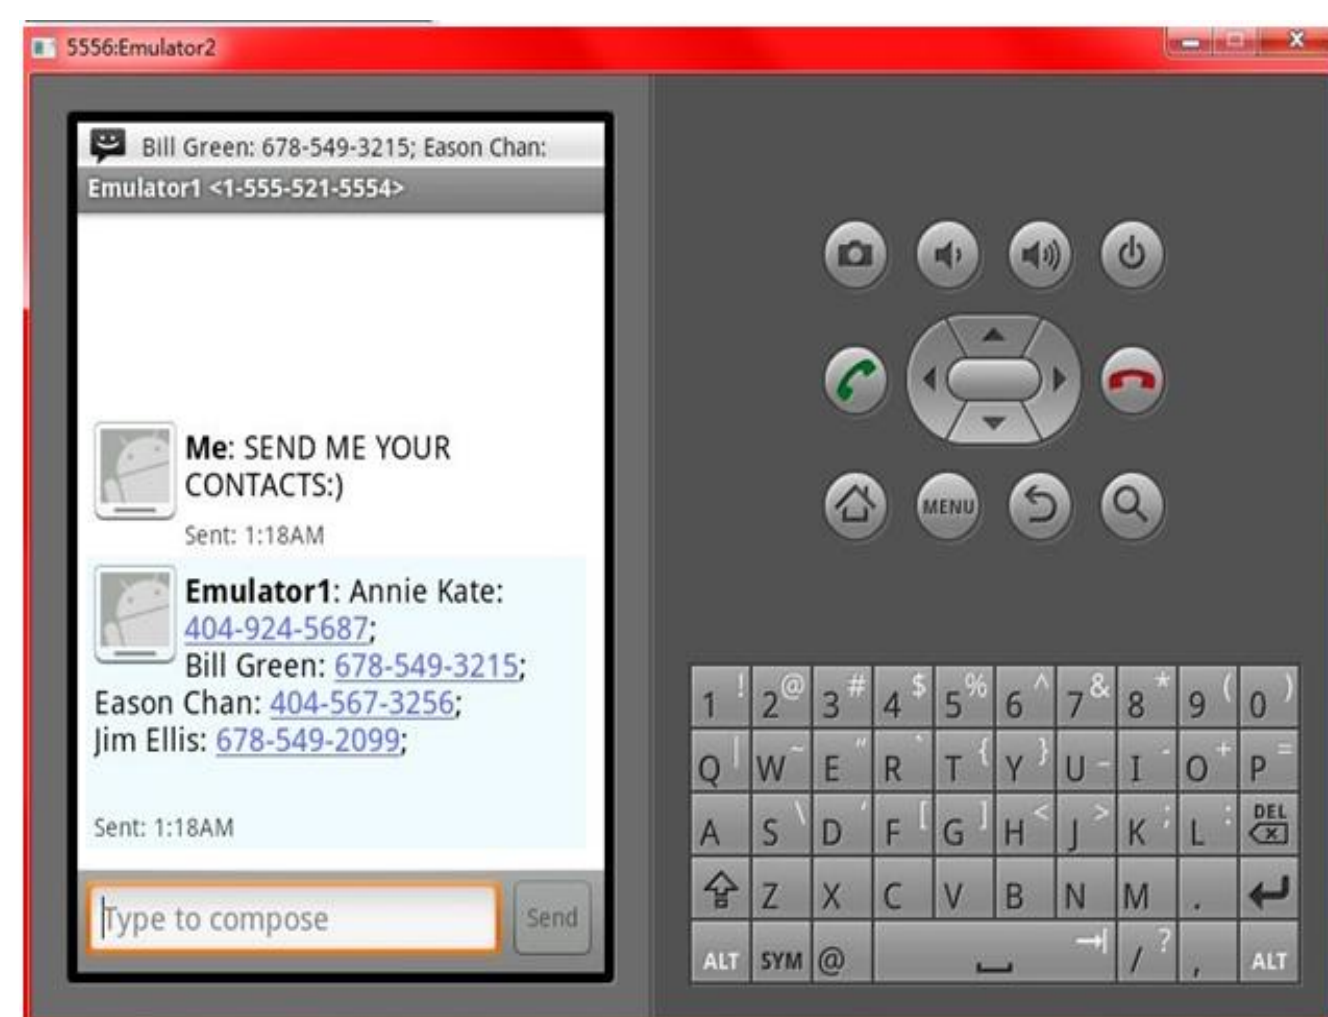 5556:Emulator2
Bill Green: 678-549-3215; Eason Chan:
Emulator1 <1-555-521-5554>
Me: SEND ME YOUR
CONTACTS:)
Sent: 1:18AM
Emulator1: Annie Kate:
404-924-5687;
Bill Green: 678-549-3215;
Eason Chan: 404-567-3256;
Jim Ellis: 678-549-2099;
Sent: 1:18AM
Type to compose
Send
MENU
1 ! 2 @ 3 # 4 $ 5 % 6 ^ 7 & 8 * 9 ( 0 )
Q | W ~ E " R ` T { Y } U _ I - O + P =
A S \ D ' F [ G ] H < J > K ; L : DEL
Z X C V B N M .
ALT SYM @ / ? , ALT